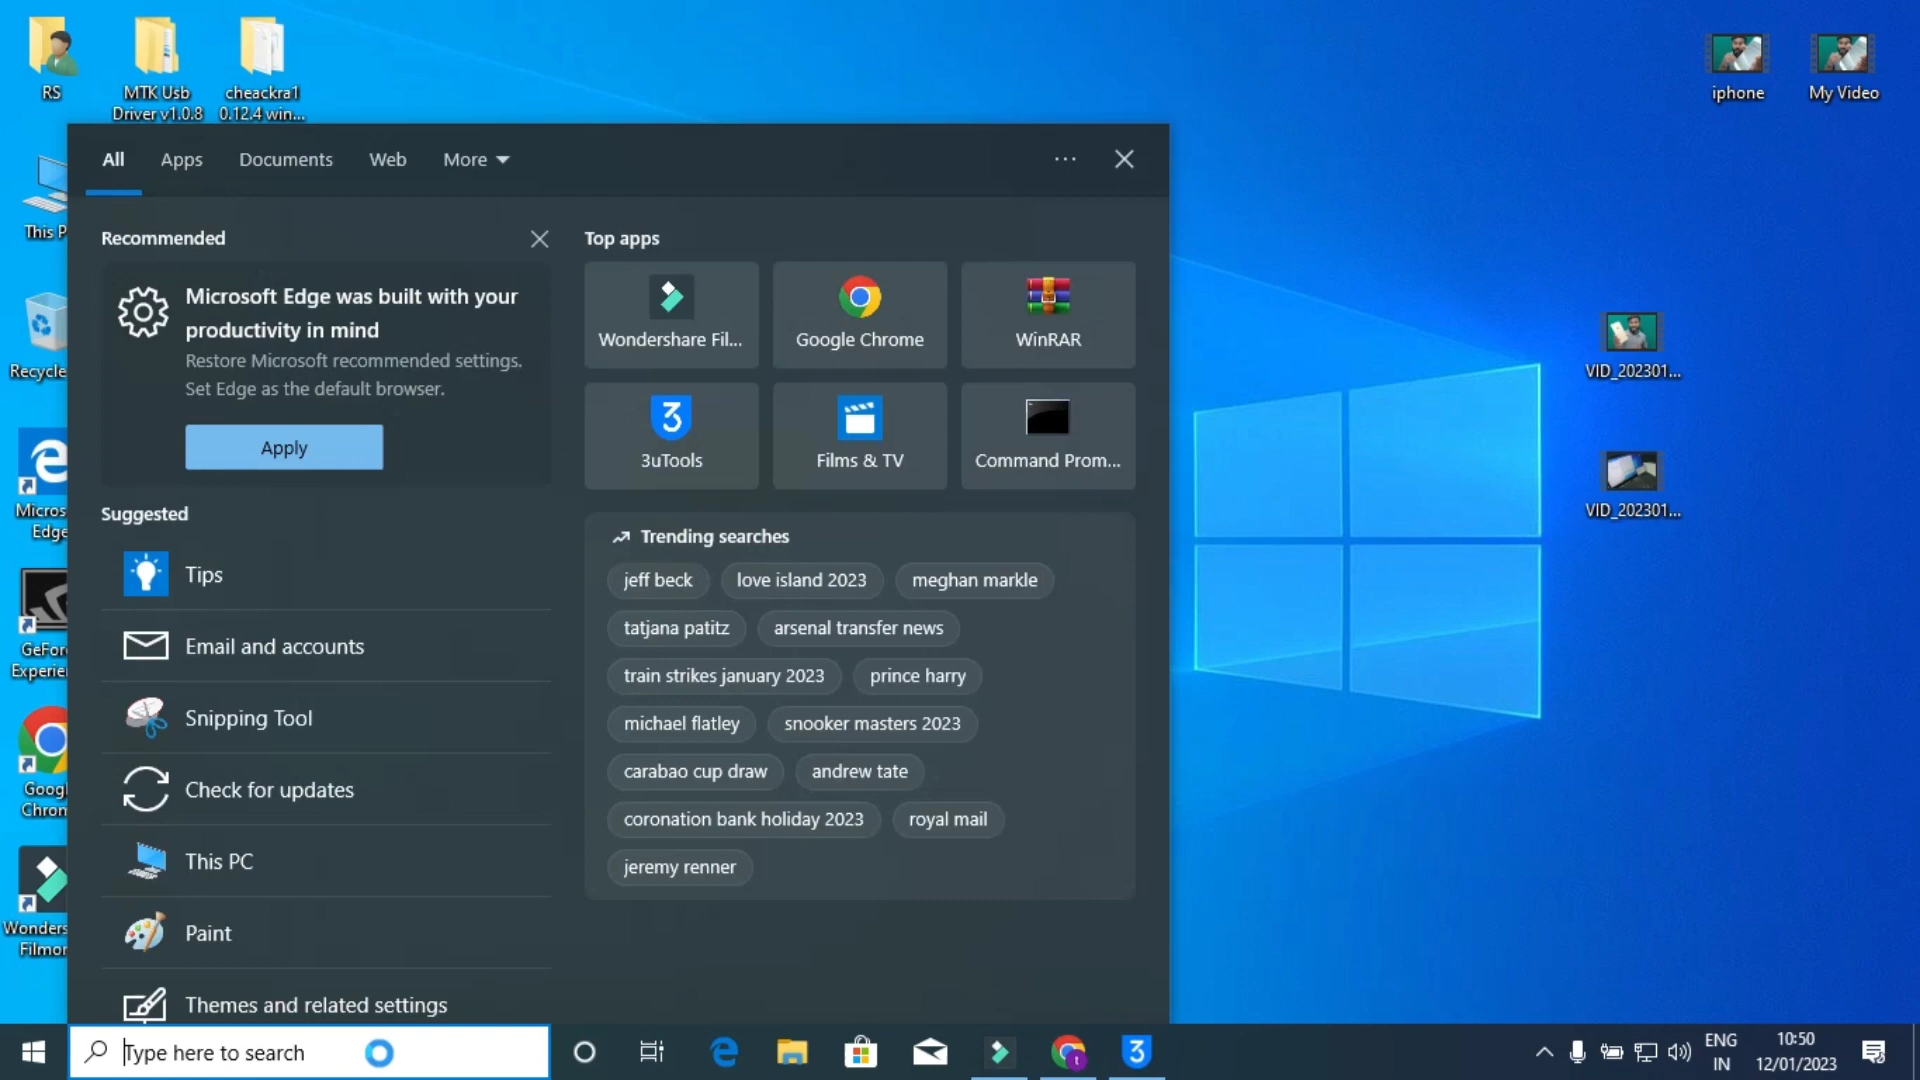 RS
MTK Usb
Driver v1.0.8
cheackra1
0.12.4 win...
iphone
My Video
All Apps Documents Web More
This P
Recommended
Microsoft Edge was built with your
productivity in mind
Restore Microsoft recommended settings.
Set Edge as the default browser.
Apply
Top apps
Wondershare Fil...
Google Chrome
WinRAR
3uTools
Films & TV
Command Prom...
Recycle
VID_202301...
VID_202301...
Micros
Edge
Suggested
Tips
Email and accounts
Snipping Tool
Check for updates
This PC
Paint
Themes and related settings
Trending searches
jeff beck love island 2023 meghan markle
tatjana patitz arsenal transfer news
train strikes january 2023 prince harry
michael flatley snooker masters 2023
carabao cup draw andrew tate
coronation bank holiday 2023 royal mail
jeremy renner
GeForc
Experie
Googl
Chrom
Wonders
Filmor
Type here to search
ENG
IN
10:50
12/01/2023